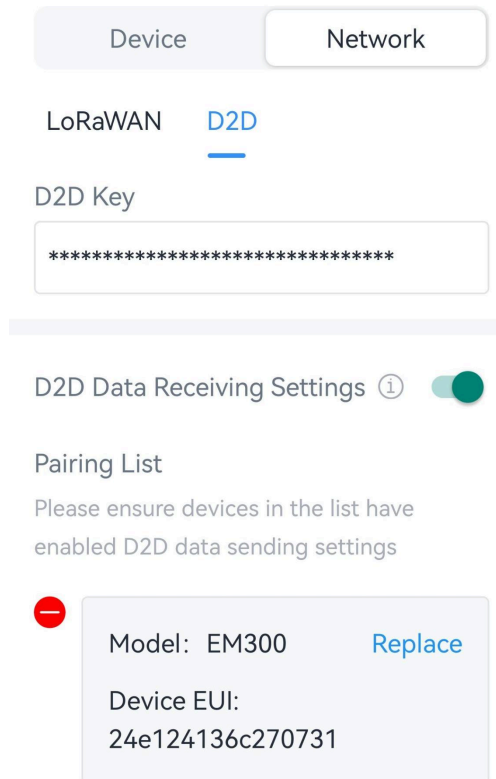 Device Network
LoRaWAN D2D
D2D Key
********************************
D2D Data Receiving Settings
Pairing List
Please ensure devices in the list have
enabled D2D data sending settings
Model: EM300 Replace
Device EUI:
24e124136c270731